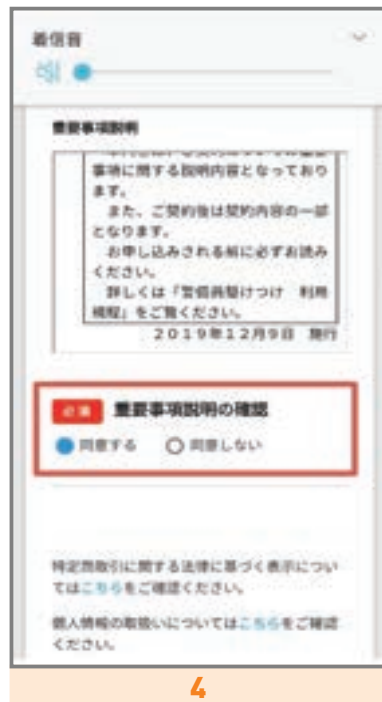 着信音
重要事項説明
事項に関する説明内容となっており
ます。
また、ご契約後は契約内容の一部
となります。
お申し込みされる前に必ずお読み
ください。
詳しくは「警備員駆けつけ 利用
規程」をご覧ください。
2019年12月9日 施行
必須 重要事項説明の確認
同意する 同意しない
特定商取引に関する法律に基づく表示につい
てはこちらをご確認ください。
個人情報の取扱いについてはこちらをご確認
ください。
4